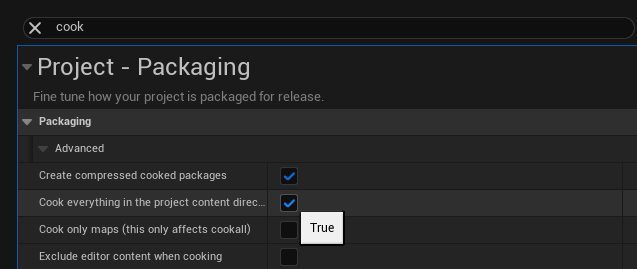 cook
Project - Packaging
Fine tune how your project is packaged for release.
Packaging
Advanced
Create compressed cooked packages
Cook everything in the project content direc...
Cook only maps (this only affects cookall)
True
Exclude editor content when cooking